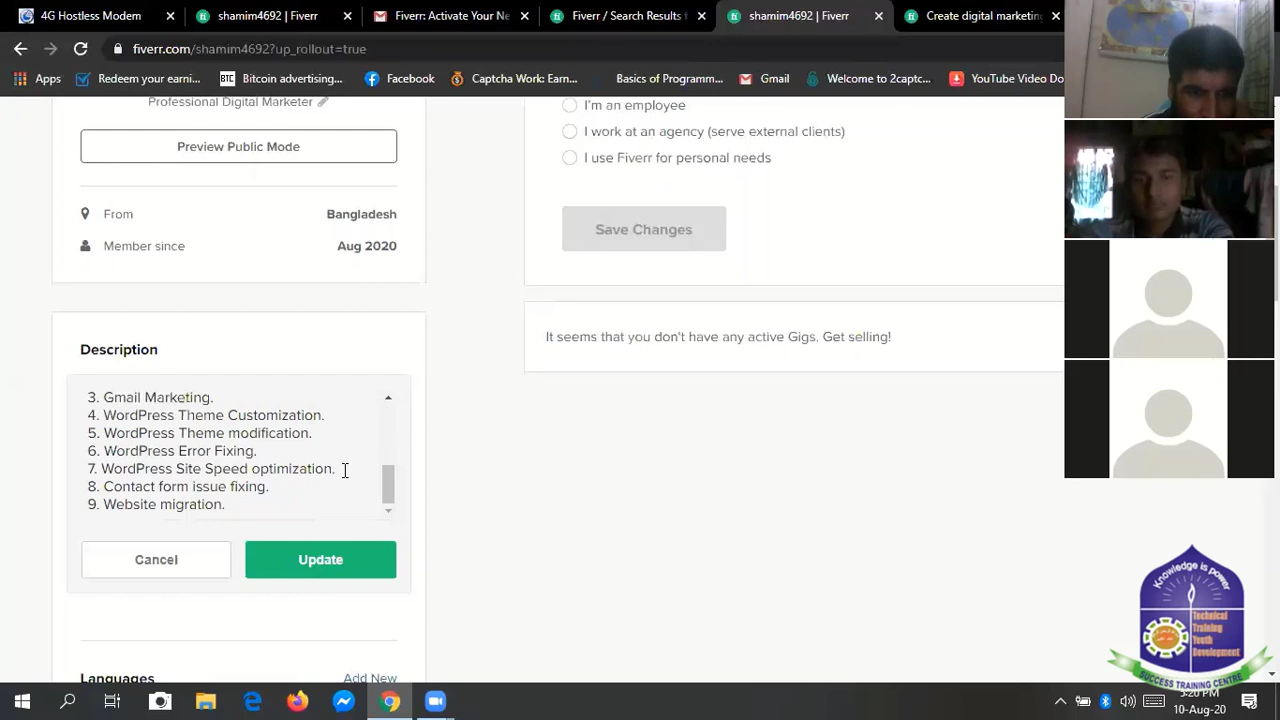 4G Hostless Modem
shamim4692 | Fiverr
Fiverr: Activate Your Ne
Fiverr / Search Results f
shamim4692 | Fiverr
Create digital marketing
fiverr.com/shamim4692?up_rollout=true
Apps
Redeem your earni...
BTC
Bitcoin advertising...
Facebook
Captcha Work: Earn...
Basics of Programm...
Gmail
Welcome to 2captc...
YouTube Video Do
Professional Digital Marketer
Preview Public Mode
From
Bangladesh
Member since
Aug 2020
I'm an employee
I work at an agency (serve external clients)
I use Fiverr for personal needs
Save Changes
It seems that you don't have any active Gigs. Get selling!
Description
3. Gmail Marketing.
4. WordPress Theme Customization.
5. WordPress Theme modification.
6. WordPress Error Fixing.
7. WordPress Site Speed optimization.
8. Contact form issue fixing.
9. Website migration.
Cancel
Update
Languages
Add New
Knowledge is power
Technical
Training
Youth
Development
SUCCESS TRAINING CENTRE
5:20 PM
10-Aug-20